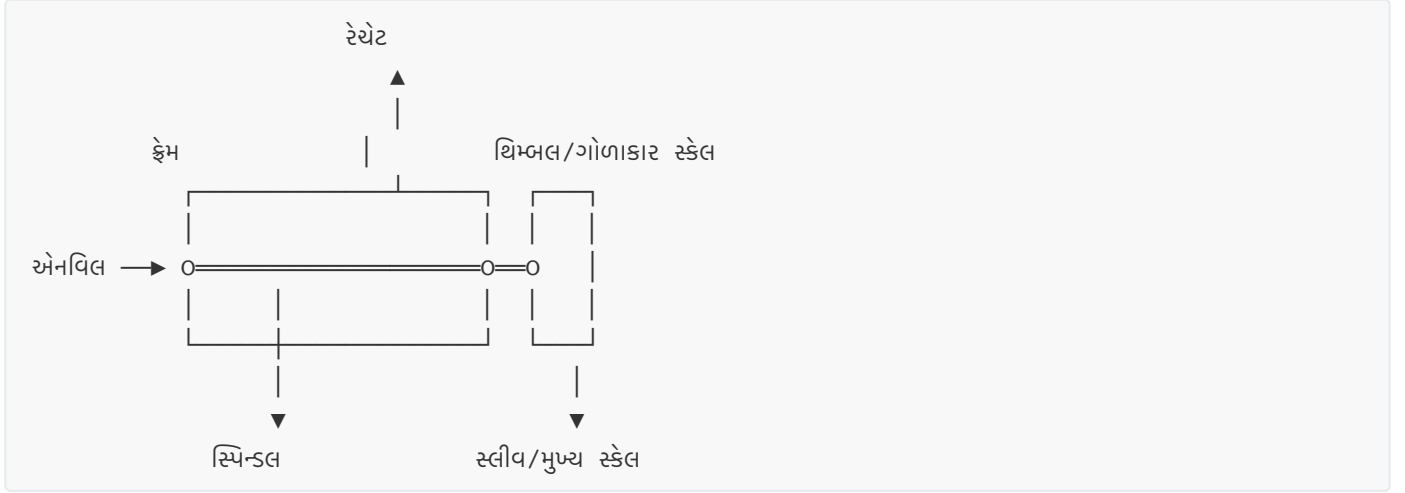 રેચેટ
ફ્રેમ થિમ્બલ/ગોળાકાર સ્કેલ
એનવિલ
સ્પિન્ડલ સ્લીવ/મુખ્ય સ્કેલ